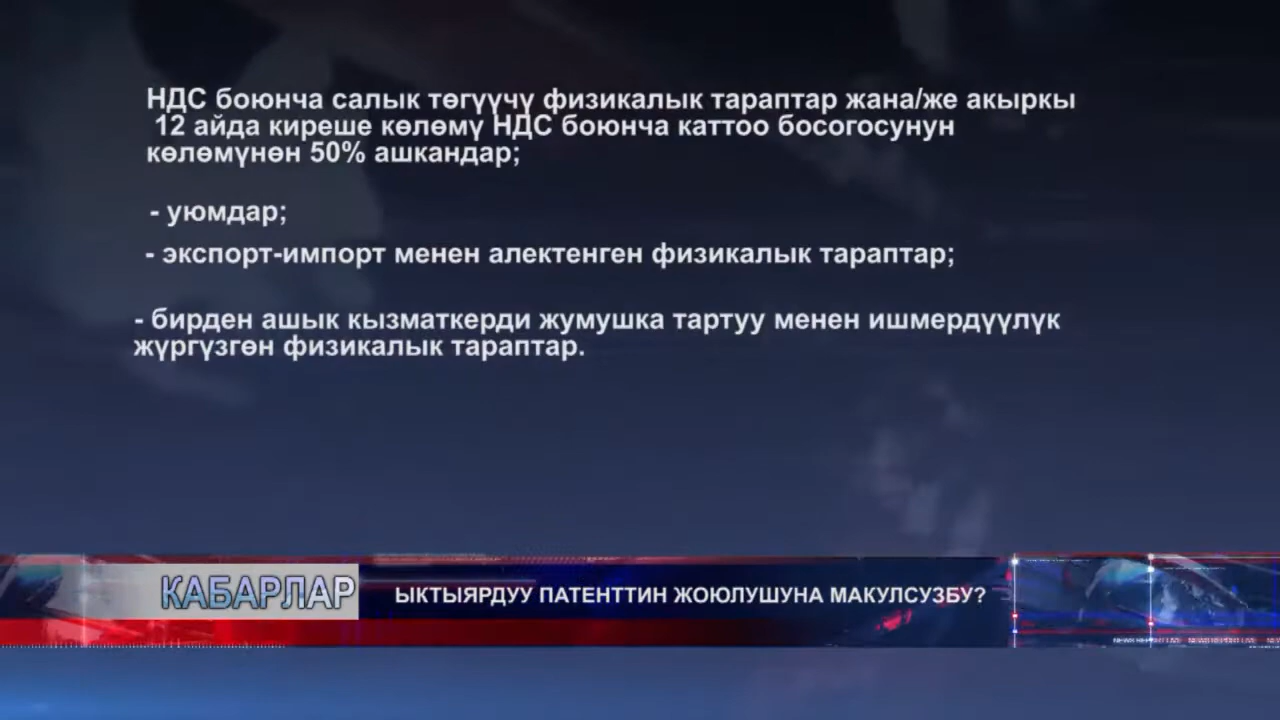 НДС боюнча салык төгүүчү физикалык тараптар жана/же акыркы
12 айда киреше көлөмү НДС боюнча каттоо босогосунун
көлөмүнөн 50% ашкандар;
- уюмдар;
- экспорт-импорт менен алектенген физикалык тараптар;
- бирден ашык кызматкерди жумушка тартуу менен ишмердүүлүк
жүргүзгөн физикалык тараптар.
КАБАРЛАР
ЫКТЫЯРДУУ ПАТЕНТТИН ЖОЮЛУШУНА МАКУЛСУЗБУ?